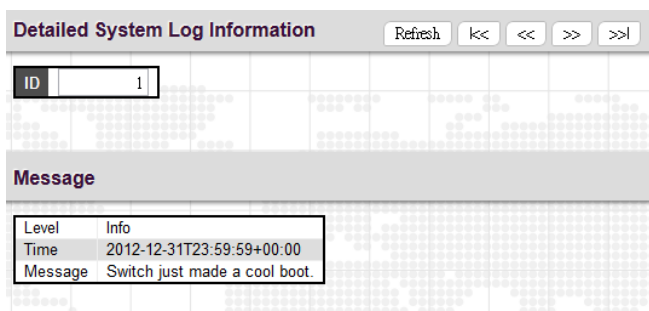 Detailed System Log Information Refresh |<< << >> >>|
ID 1
Message
Level Info
Time 2012-12-31T23:59:59+00:00
Message Switch just made a cool boot.